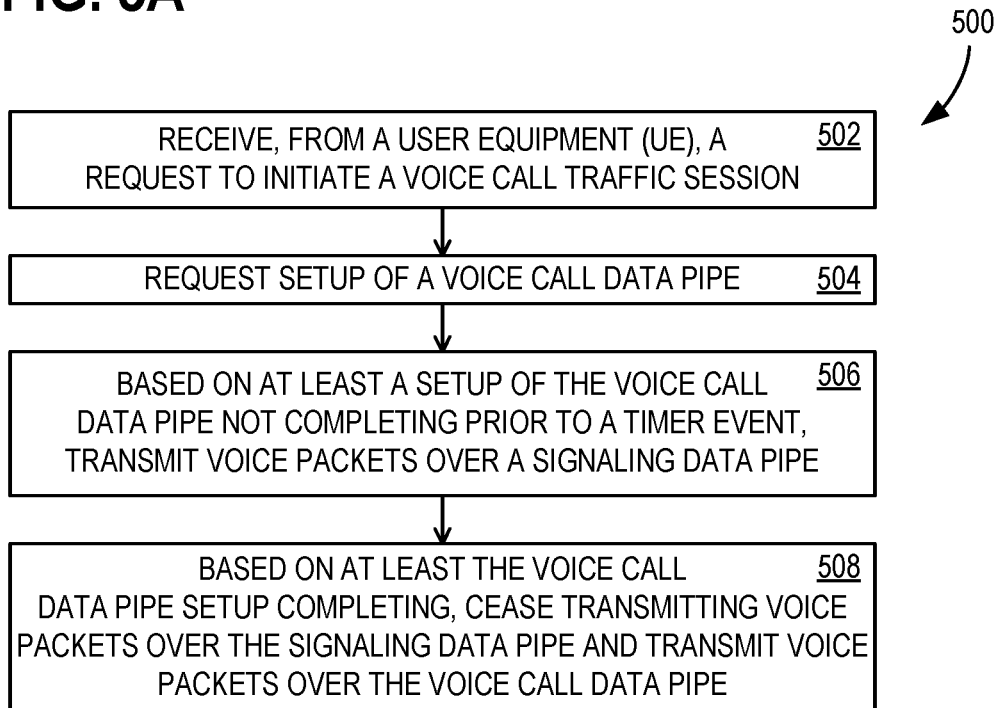 500
RECEIVE, FROM A USER EQUIPMENT (UE), A 502
REQUEST TO INITIATE A VOICE CALL TRAFFIC SESSION
REQUEST SETUP OF A VOICE CALL DATA PIPE 504
BASED ON AT LEAST A SETUP OF THE VOICE CALL 506
DATA PIPE NOT COMPLETING PRIOR TO A TIMER EVENT,
TRANSMIT VOICE PACKETS OVER A SIGNALING DATA PIPE
BASED ON AT LEAST THE VOICE CALL 508
DATA PIPE SETUP COMPLETING, CEASE TRANSMITTING VOICE
PACKETS OVER THE SIGNALING DATA PIPE AND TRANSMIT VOICE
PACKETS OVER THE VOICE CALL DATA PIPE